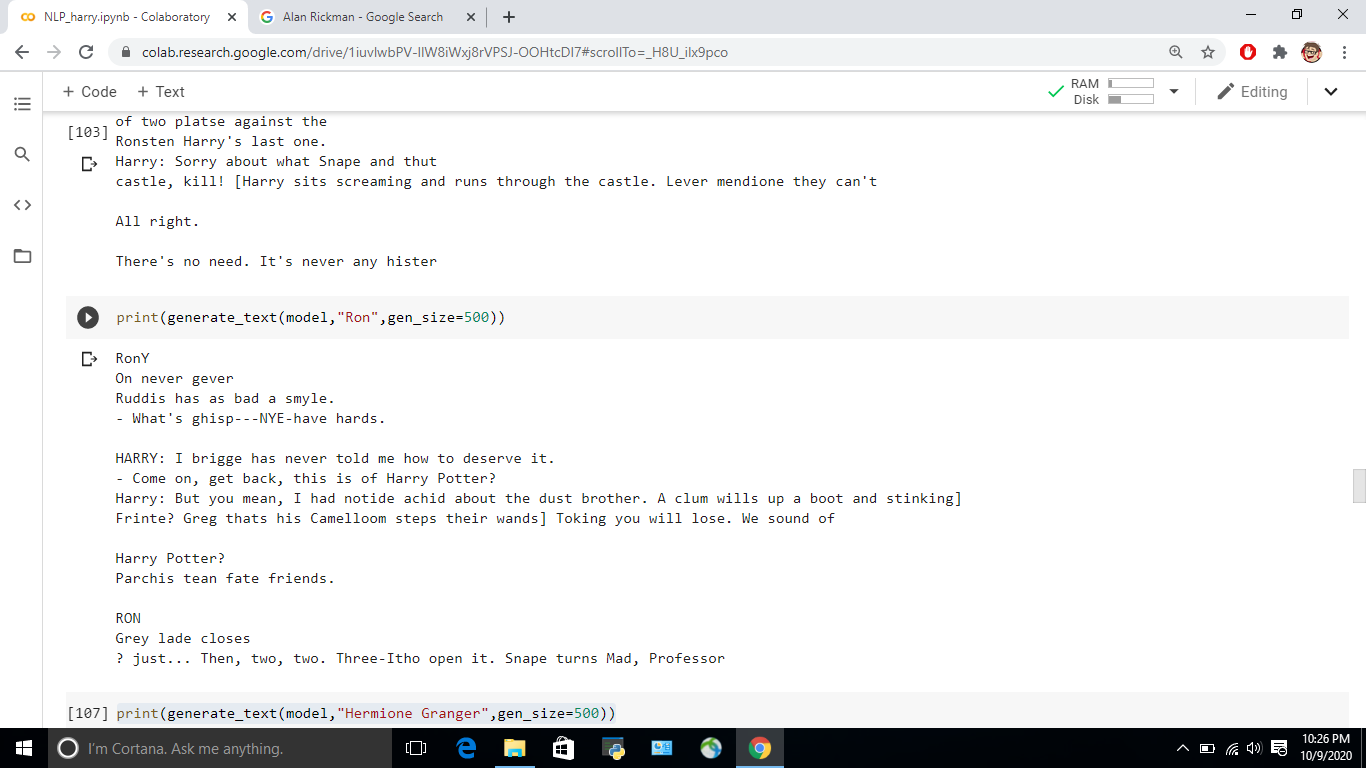 NLP_harry.ipynb - Colaboratory
Alan Rickman - Google Search
colab.research.google.com/drive/1iuvlwbPV-IlW8iWxj8rVPSJ-OOHtcDI7#scrollTo=_H8U_ilx9pco
+ Code + Text
RAM
Disk
Editing
of two platse against the
[103]
Ronsten Harry's last one.
Harry: Sorry about what Snape and thut
castle, kill! [Harry sits screaming and runs through the castle. Lever mendione they can't
All right.
There's no need. It's never any hister
print(generate_text(model,"Ron",gen_size=500))
RonY
On never gever
Ruddis has as bad a smyle.
- What's ghisp---NYE-have hards.
HARRY: I brigge has never told me how to deserve it.
- Come on, get back, this is of Harry Potter?
Harry: But you mean, I had notide achid about the dust brother. A clum wills up a boot and stinking]
Frinte? Greg thats his Camelloom steps their wands] Toking you will lose. We sound of
Harry Potter?
Parchis tean fate friends.
RON
Grey lade closes
? just... Then, two, two. Three-Itho open it. Snape turns Mad, Professor
[107] print(generate_text(model,"Hermione Granger",gen_size=500))
I'm Cortana. Ask me anything.
10:26 PM
10/9/2020